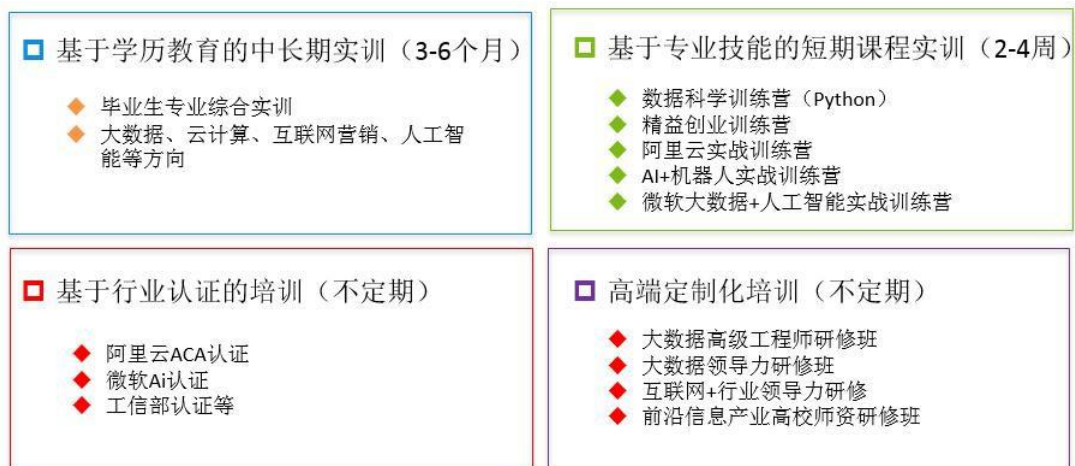 基于学历教育的中长期实训（3-6个月）
毕业生专业综合实训
大数据、云计算、互联网营销、人工智
能等方向
基于专业技能的短期课程实训（2-4周）
数据科学训练营（Python）
精益创业训练营
阿里云实战训练营
AI+机器人实战训练营
微软大数据+人工智能实战训练营
基于行业认证的培训（不定期）
阿里云ACA认证
微软Ai认证
工信部认证等
高端定制化培训（不定期）
大数据高级工程师研修班
大数据领导力研修班
互联网+行业领导力研修
前沿信息产业高校师资研修班